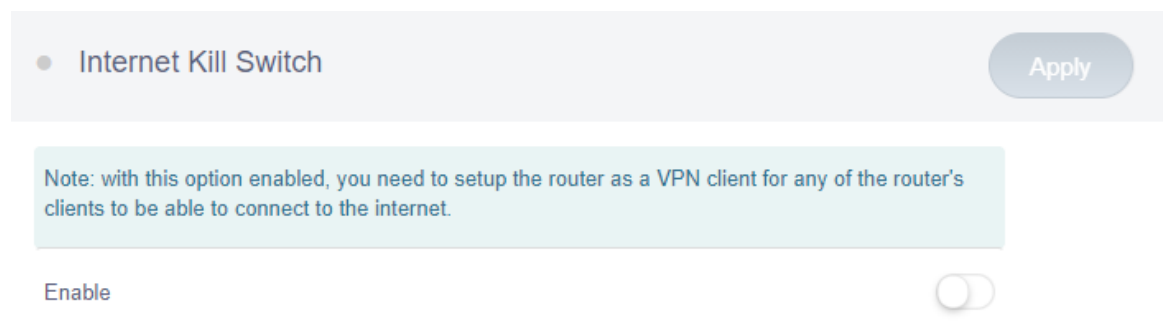 Internet Kill Switch
Apply
Note: with this option enabled, you need to setup the router as a VPN client for any of the router's
clients to be able to connect to the internet.
Enable